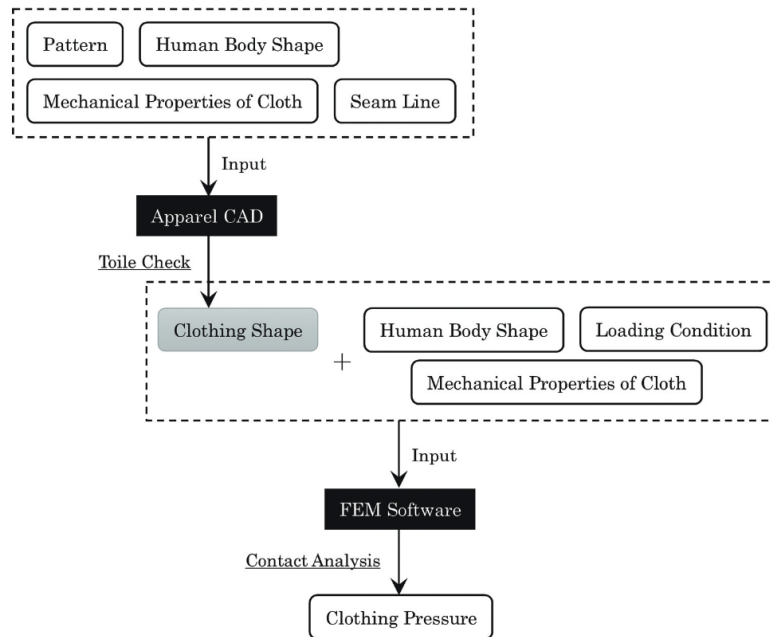 Pattern
Human Body Shape
Mechanical Properties of Cloth
Seam Line
Input
Apparel CAD
Toile Check
Clothing Shape
+
Human Body Shape
Loading Condition
Mechanical Properties of Cloth
Input
FEM Software
Contact Analysis
Clothing Pressure